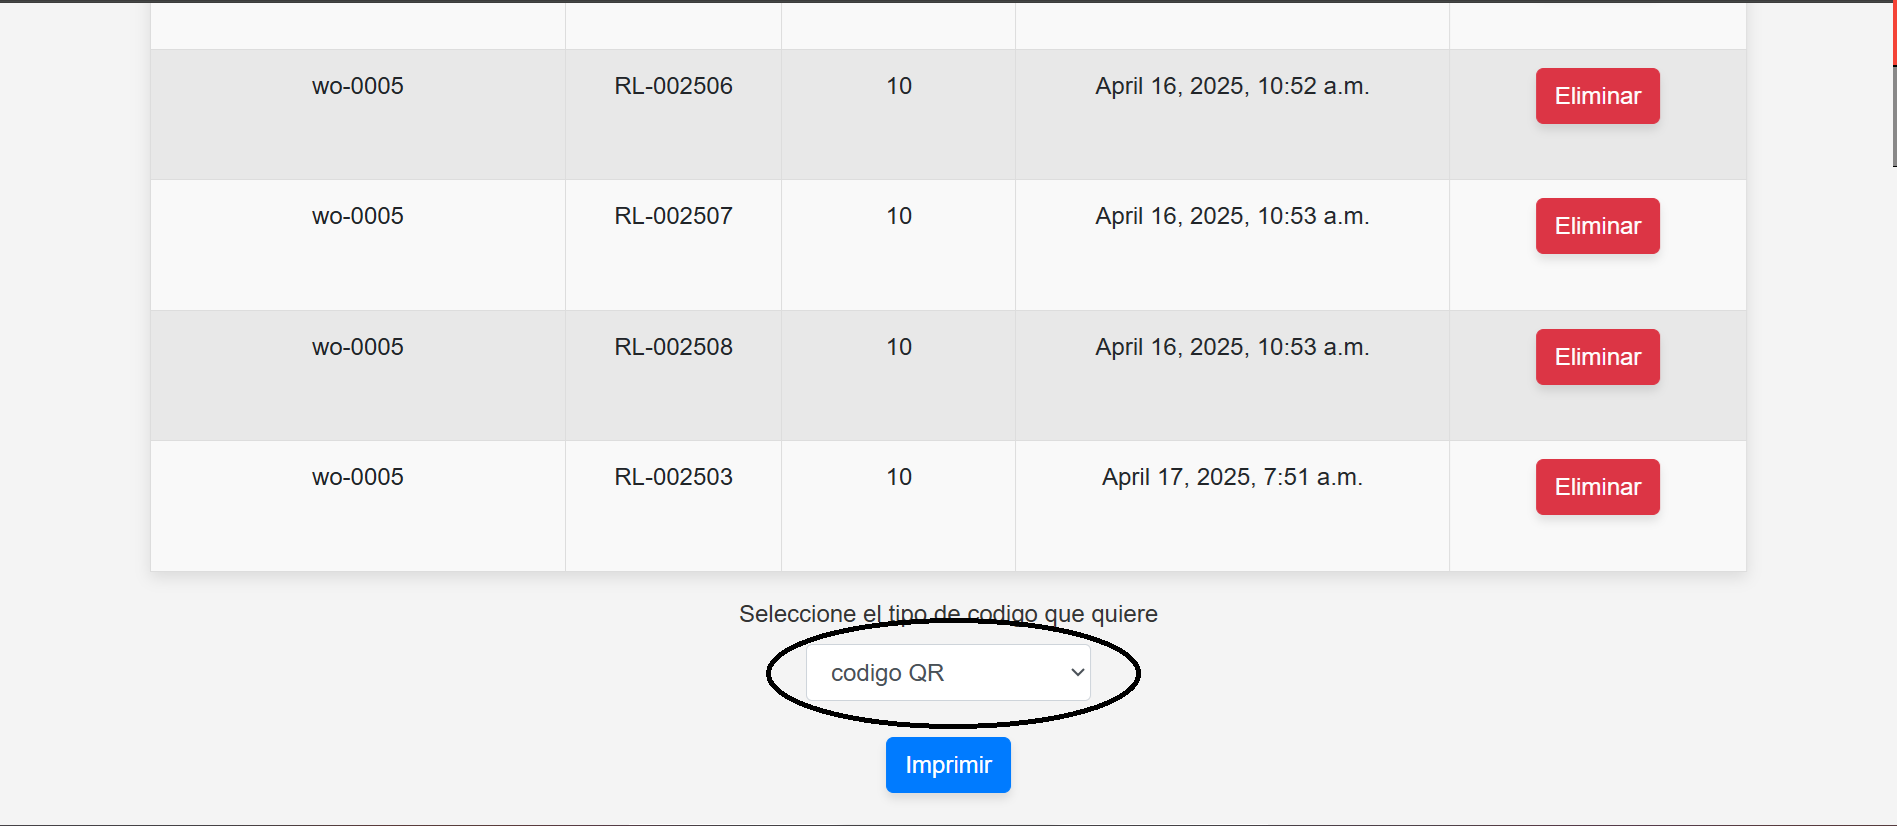 wo-0005 RL-002506 10 April 16, 2025, 10:52 a.m. Eliminar
wo-0005 RL-002507 10 April 16, 2025, 10:53 a.m. Eliminar
wo-0005 RL-002508 10 April 16, 2025, 10:53 a.m. Eliminar
wo-0005 RL-002503 10 April 17, 2025, 7:51 a.m. Eliminar
Seleccione el tipo de codigo que quiere
codigo QR
Imprimir